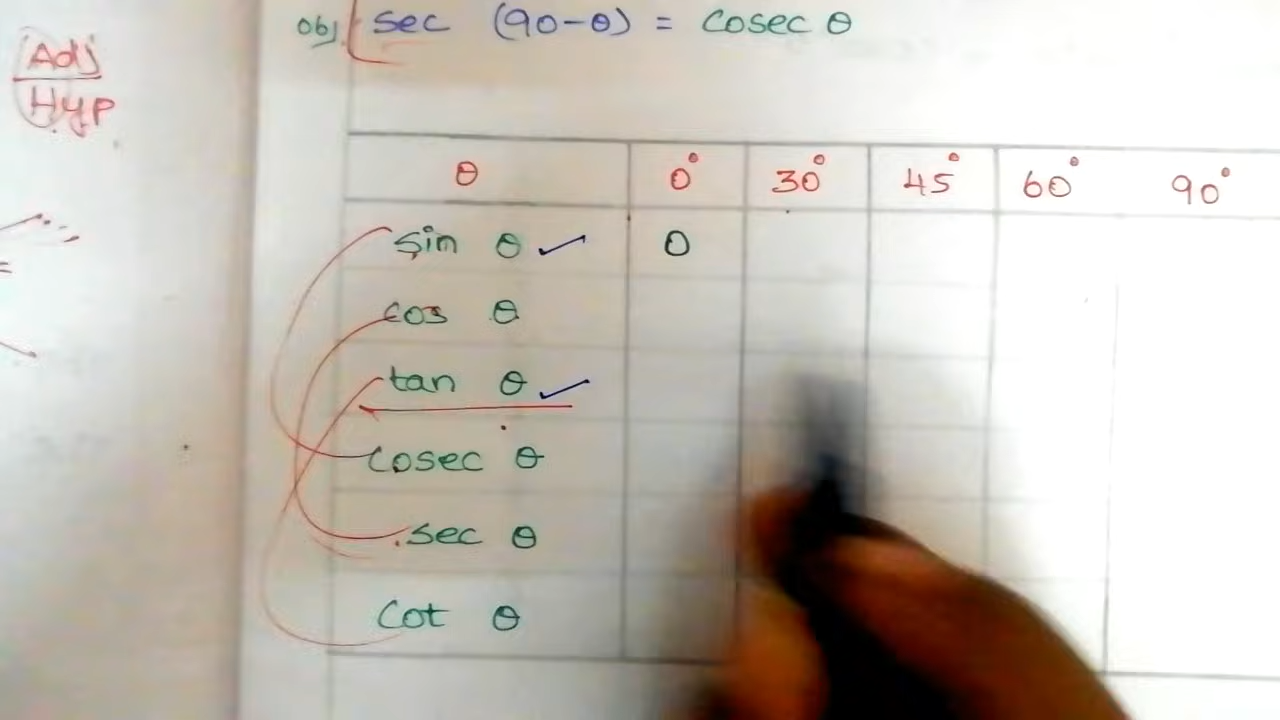 Obj. sec (90-θ) = Cosec θ
Adj
Hyp
=
θ 0° 30° 45° 60° 90°
sin θ ✓ 0
cos θ
tan θ ✓
Cosec θ
sec θ
Cot θ